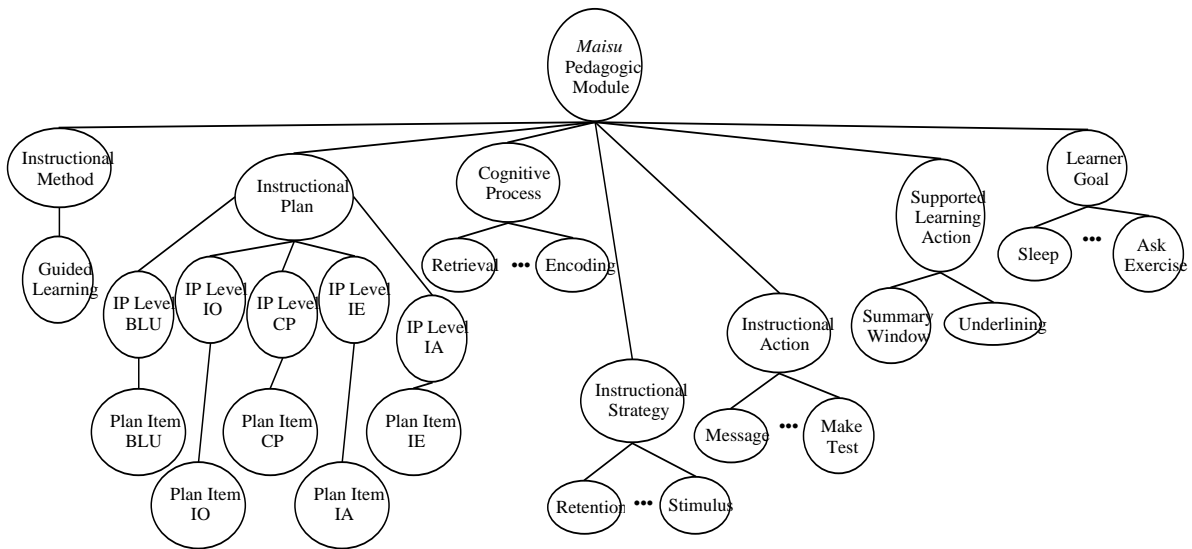 Maisu
Pedagogic
Module
Instructional
Method
Guided
Learning
Instructional
Plan
IP Level
BLU
IP Level
IO
IP Level
CP
IP Level
IE
IP Level
IA
Plan Item
BLU
Plan Item
IO
Plan Item
CP
Plan Item
IA
Plan Item
IE
Cognitive
Process
Retrieval
•••
Encoding
Instructional
Strategy
Retention
•••
Stimulus
Instructional
Action
Message
•••
Make
Test
Supported
Learning
Action
Summary
Window
Underlining
Learner
Goal
Sleep
•••
Ask
Exercise